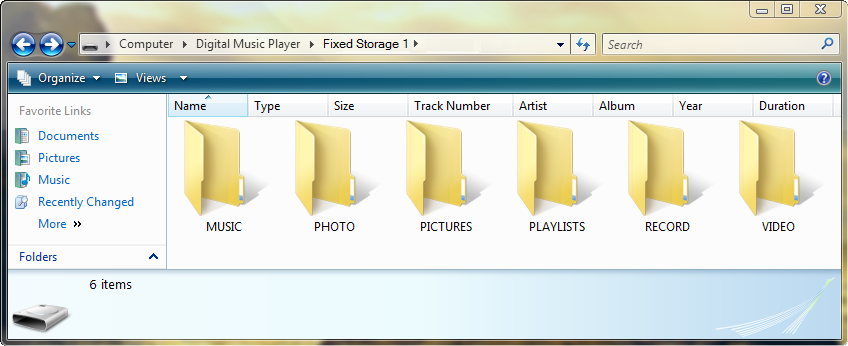 Computer Digital Music Player Fixed Storage 1 Search
Organize Views ?
Favorite Links
Documents
Pictures
Music
Recently Changed
More »
Folders
Name Type Size Track Number Artist Album Year Duration
MUSIC PHOTO PICTURES PLAYLISTS RECORD VIDEO
6 items